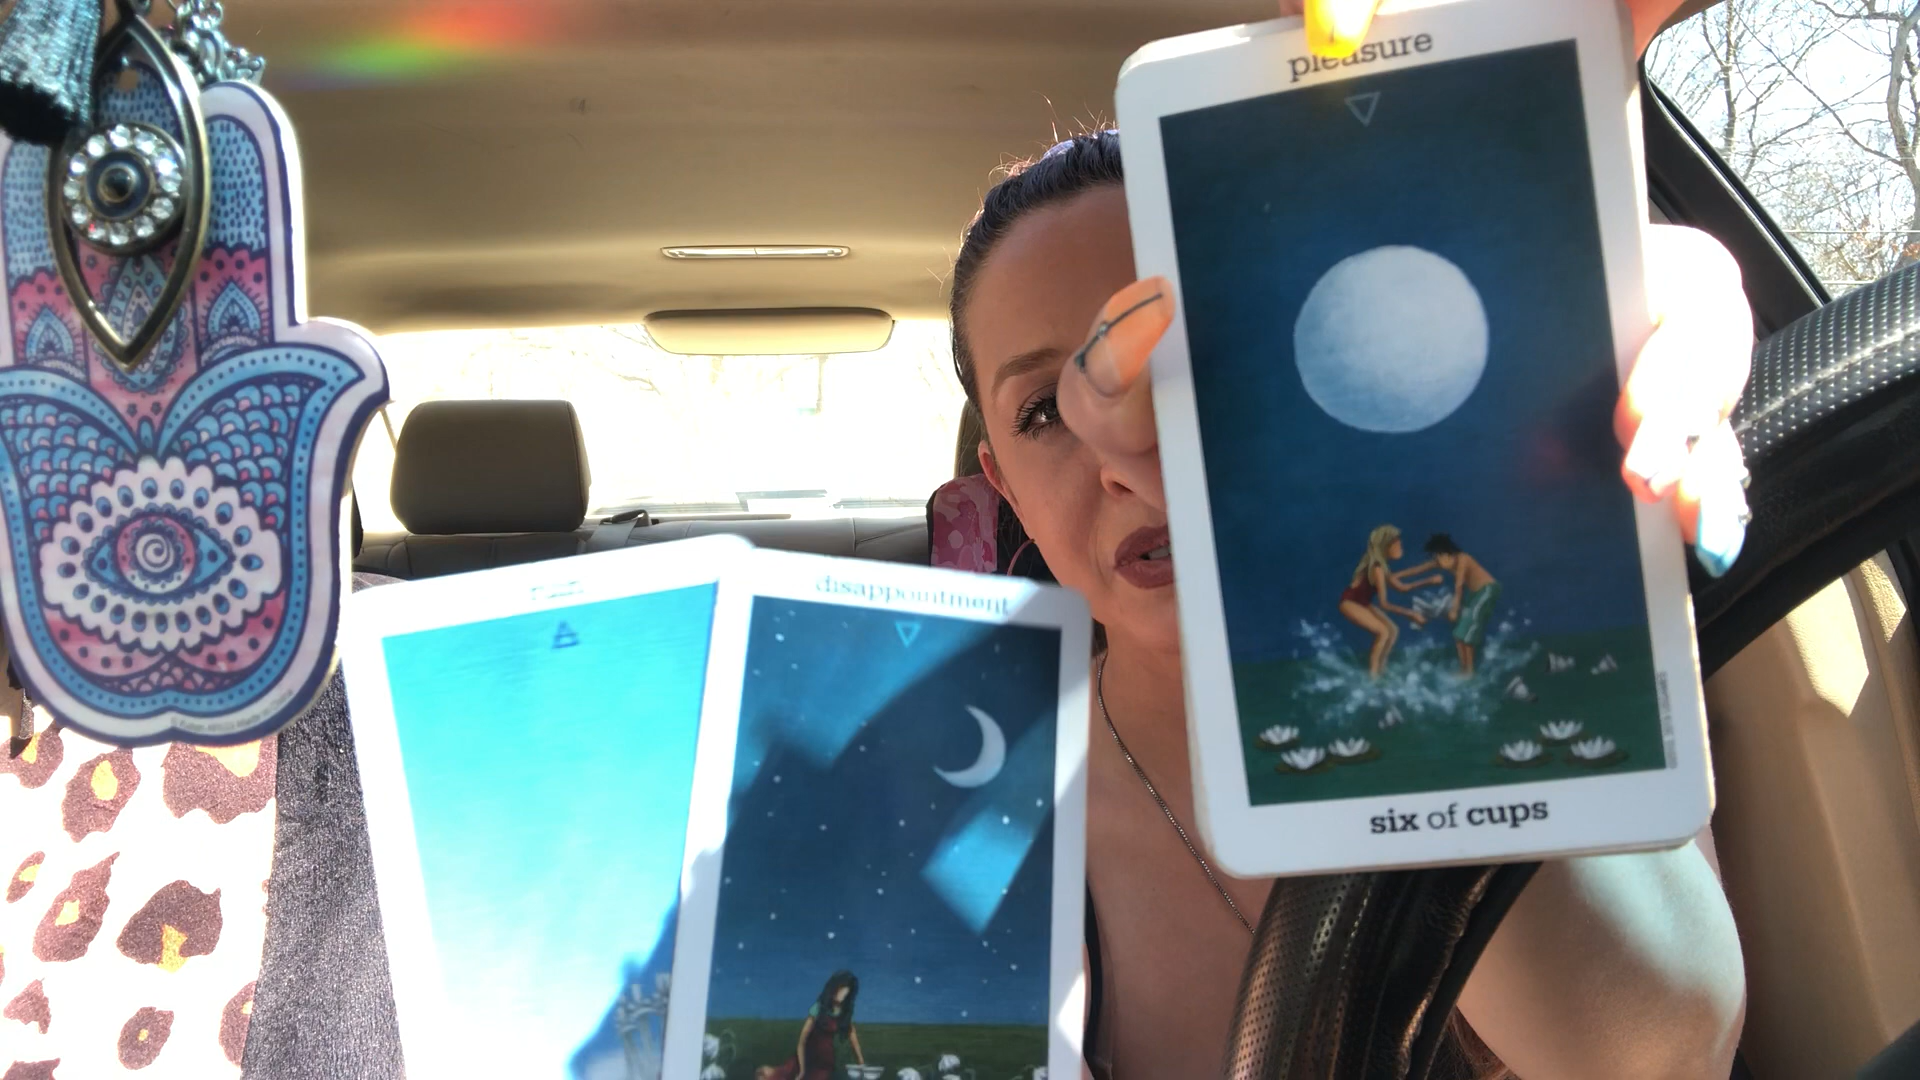 pleasure
disappointment
six of cups